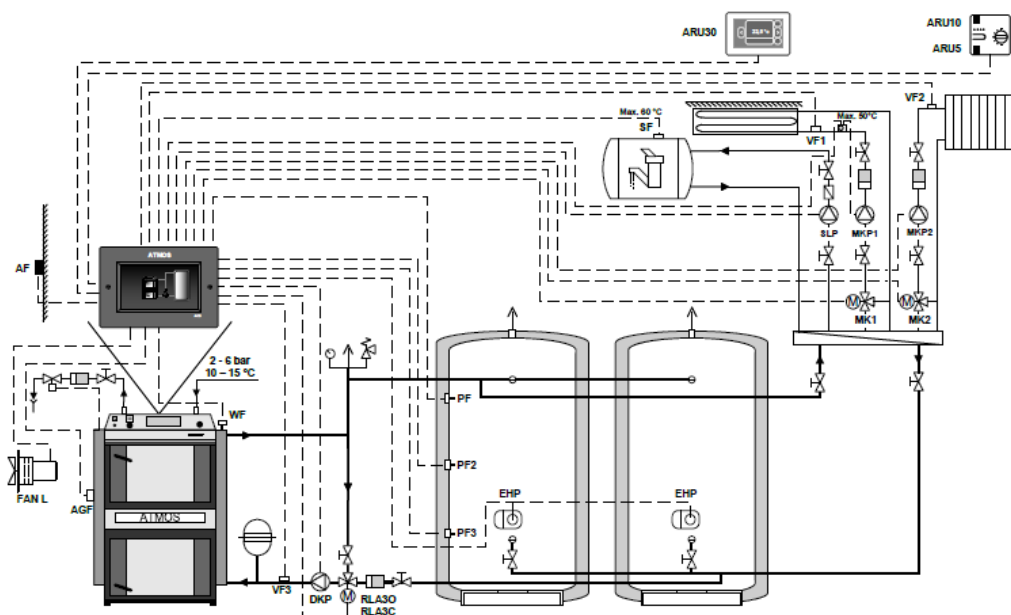 ARU30
ARU10
ARU5
VF2
Max. 60 °C
SF
Max. 50°C
VF1
SLP
MKP1
MKP2
ATMOS
AF
M
MK1
M
MK2
2 - 6 bar
10 – 15 °C
WF
PF
PF2
EHP
EHP
FAN L
AGF
ATMOS
PF3
VF3
DKP
M
RLA3O
RLA3C